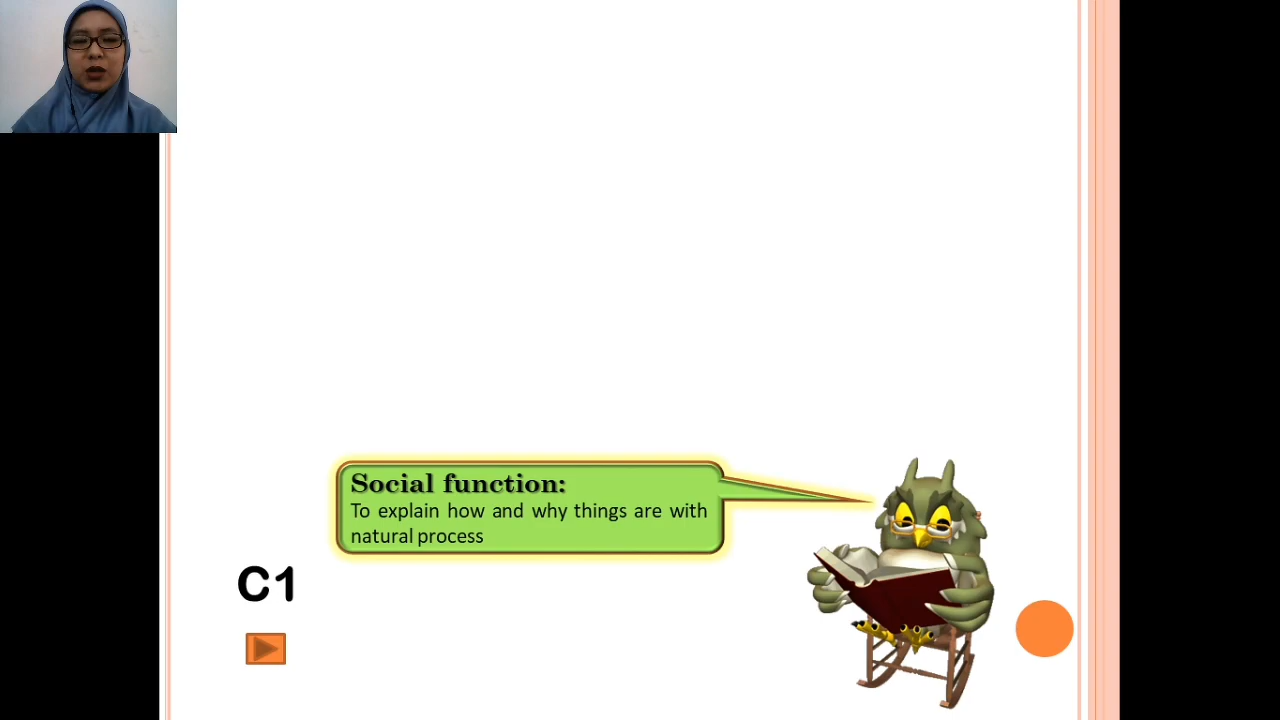 Social function:
To explain how and why things are with
natural process
C1